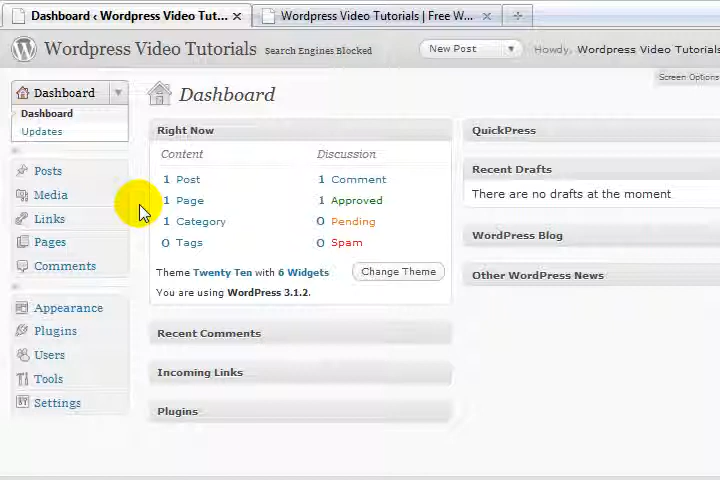 Dashboard ‹ Wordpress Video Tut... ×
Wordpress Video Tutorials | Free W... ×
Wordpress Video Tutorials Search Engines Blocked
New Post
Howdy, Wordpress Video Tutorials
Screen Options
Dashboard
Dashboard
Updates
Posts
Media
Links
Pages
Comments
Appearance
Plugins
Users
Tools
Settings
Dashboard
Right Now
Content
Discussion
1 Post
1 Comment
1 Page
1 Approved
1 Category
0 Pending
0 Tags
0 Spam
Theme Twenty Ten with 6 Widgets
Change Theme
You are using WordPress 3.1.2.
Recent Comments
Incoming Links
Plugins
QuickPress
Recent Drafts
There are no drafts at the moment
WordPress Blog
Other WordPress News